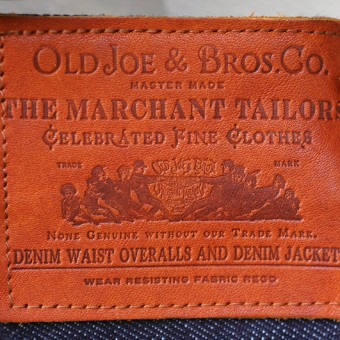 OLD JOE & BROS. CO.
MASTER MADE
THE MARCHANT TAILORS
CELEBRATED FINE CLOTHES
TRADE MARK
NONE GENUINE WITHOUT OUR TRADE MARK.
DENIM WAIST OVERALLS AND DENIM JACKET
WEAR RESISTING FABRIC REGD